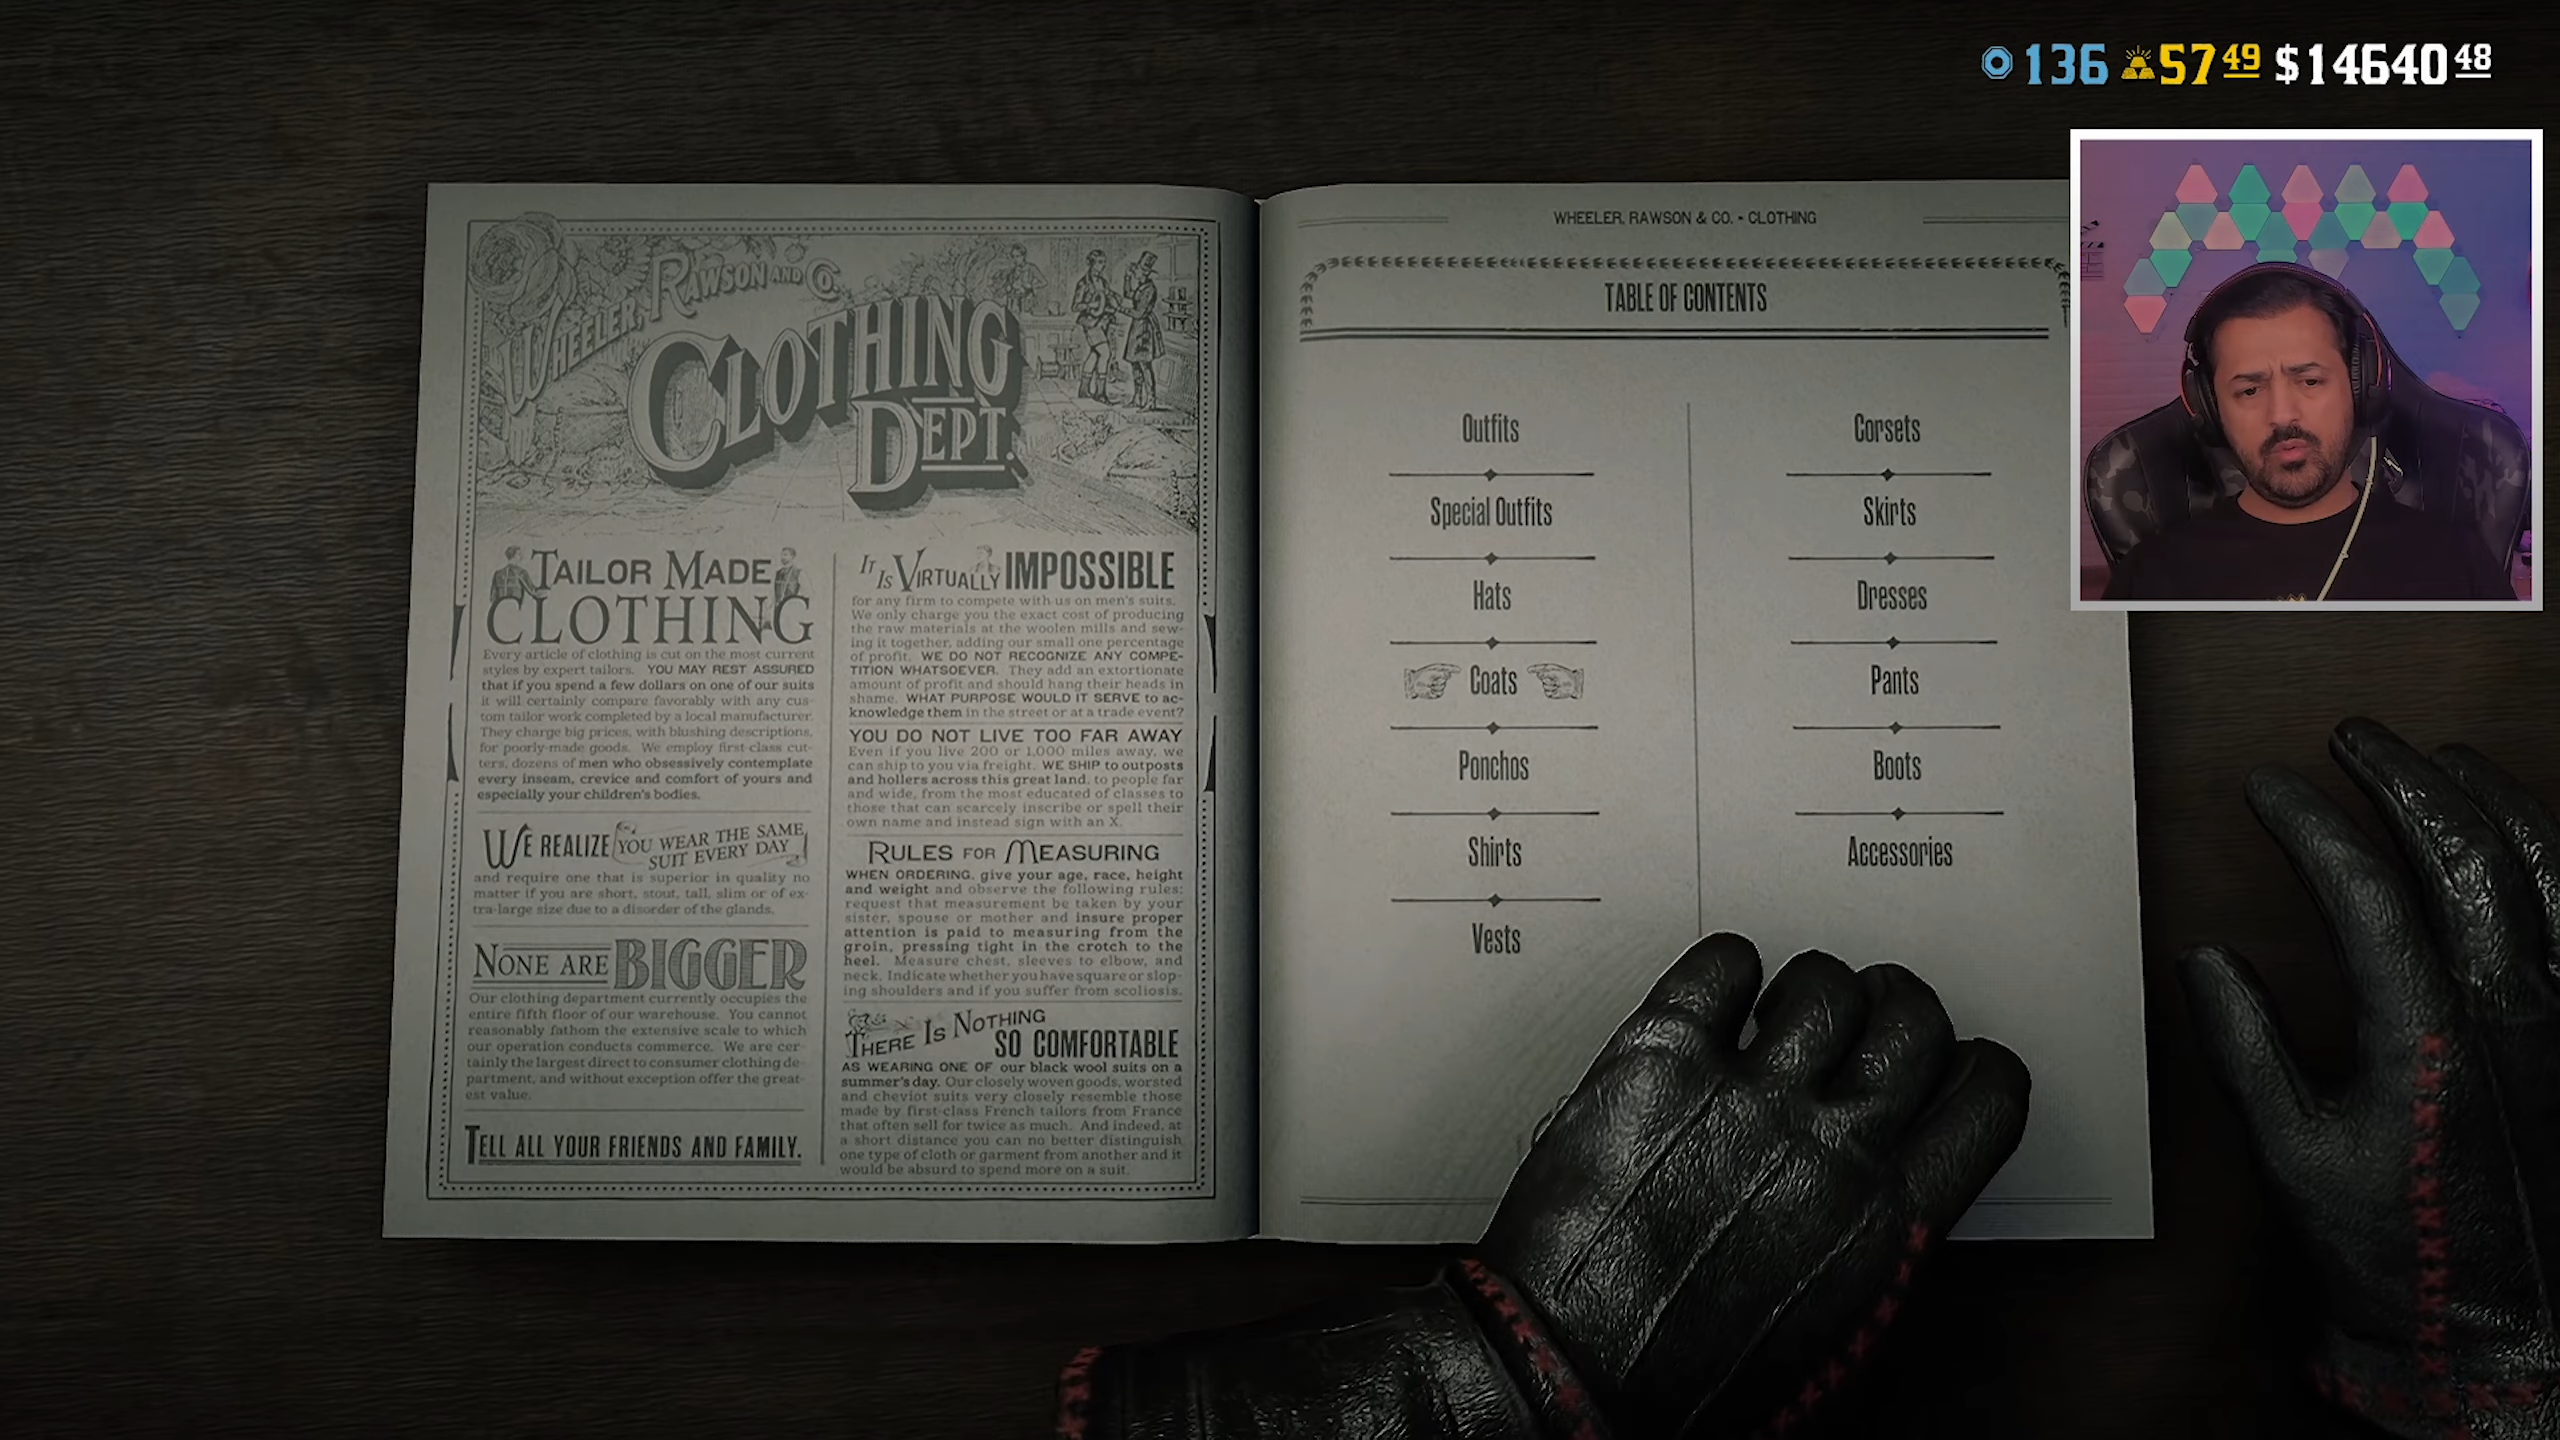 136 57 49 $14640 48
WHEELER, RAWSON AND CO.
CLOTHING
DEPT.
TAILOR MADE
CLOTHING
Every article of clothing is cut on the most current
styles by expert tailors. YOU MAY REST ASSURED
that if you spend a few dollars on one of our suits
it will certainly compare favorably with any cus-
tom tailor work completed by a local manufacturer.
They charge big prices, with blushing descriptions,
for poorly-made goods. We employ first-class cut-
ters, dozens of men who obsessively contemplate
every inseam, crevice and comfort of yours and
especially your children's bodies.
WE REALIZE YOU WEAR THE SAME
SUIT EVERY DAY
and require one that is superior in quality no
matter if you are short, stout, tall, slim or of ex-
tra-large size due to a disorder of the glands.
NONE ARE BIGGER
Our clothing department currently occupies the
entire fifth floor of our warehouse. You cannot
reasonably fathom the extensive scale to which
our operation conducts commerce. We are cer-
tainly the largest direct to consumer clothing de-
partment, and without exception offer the great-
est value.
TELL ALL YOUR FRIENDS AND FAMILY.
IT IS VIRTUALLY IMPOSSIBLE
for any firm to compete with us on men's suits.
We only charge you the exact cost of producing
the raw materials at the woolen mills and sew-
ing it together, adding our small one percentage
of profit. WE DO NOT RECOGNIZE ANY COMPE-
TITION WHATSOEVER. They add an extortionate
amount of profit and should hang their heads in
shame. WHAT PURPOSE WOULD IT SERVE to ac-
knowledge them in the street or at a trade event?
YOU DO NOT LIVE TOO FAR AWAY
Even if you live 200 or 1,000 miles away, we
can ship to you via freight. WE SHIP to outposts
and hollers across this great land, to people far
and wide, from the most educated of classes to
those that can scarcely inscribe or spell their
own name and instead sign with an X.
RULES FOR MEASURING
WHEN ORDERING, give your age, race, height
and weight and observe the following rules:
request that measurement be taken by your
sister, spouse or mother and insure proper
attention is paid to measuring from the
groin, pressing tight in the crotch to the
heel. Measure chest, sleeves to elbow, and
neck. Indicate whether you have square or slop-
ing shoulders and if you suffer from scoliosis.
THERE IS NOTHING
SO COMFORTABLE
AS WEARING ONE OF our black wool suits on a
summer's day. Our closely woven goods, worsted
and cheviot suits very closely resemble those
made by first-class French tailors from France
that often sell for twice as much. And indeed, at
a short distance you can no better distinguish
one type of cloth or garment from another and it
would be absurd to spend more on a suit.
WHEELER, RAWSON & CO. - CLOTHING
TABLE OF CONTENTS
Outfits
Special Outfits
Hats
Coats
Ponchos
Shirts
Vests
Corsets
Skirts
Dresses
Pants
Boots
Accessories